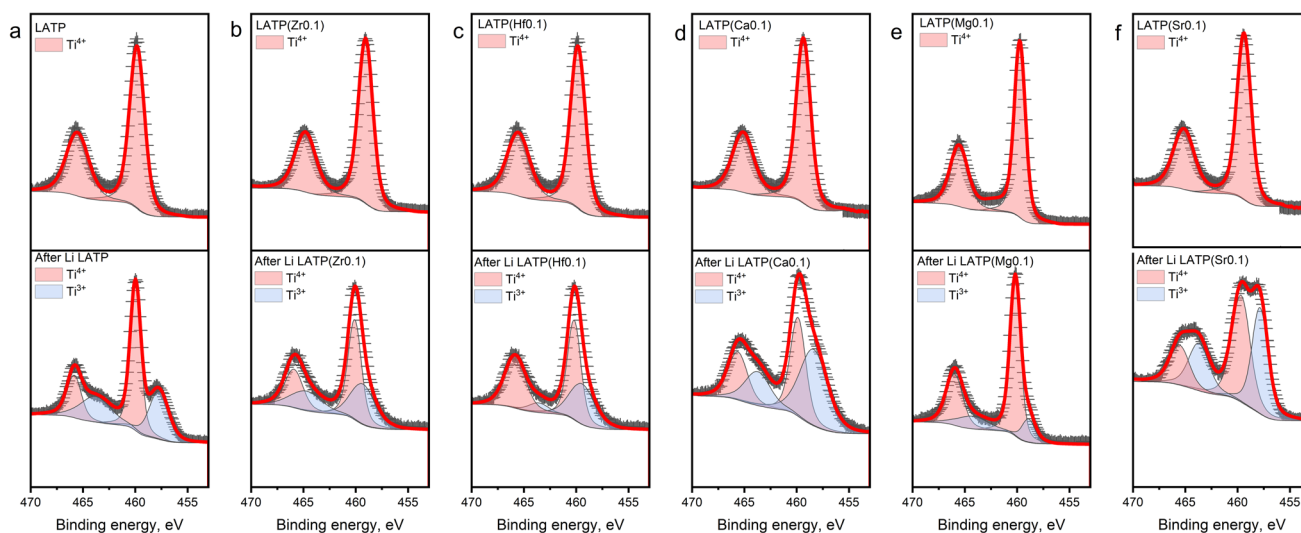 a
LATP
Ti⁴⁺
After Li LATP
Ti⁴⁺
Ti³⁺
470 465 460 455
Binding energy, eV
b
LATP(Zr0.1)
Ti⁴⁺
After Li LATP(Zr0.1)
Ti⁴⁺
Ti³⁺
470 465 460 455
Binding energy, eV
c
LATP(Hf0.1)
Ti⁴⁺
After Li LATP(Hf0.1)
Ti⁴⁺
Ti³⁺
470 465 460 455
Binding energy, eV
d
LATP(Ca0.1)
Ti⁴⁺
After Li LATP(Ca0.1)
Ti⁴⁺
Ti³⁺
470 465 460 455
Binding energy, eV
e
LATP(Mg0.1)
Ti⁴⁺
After Li LATP(Mg0.1)
Ti⁴⁺
Ti³⁺
470 465 460 455
Binding energy, eV
f
LATP(Sr0.1)
Ti⁴⁺
After Li LATP(Sr0.1)
Ti⁴⁺
Ti³⁺
470 465 460 455
Binding energy, eV